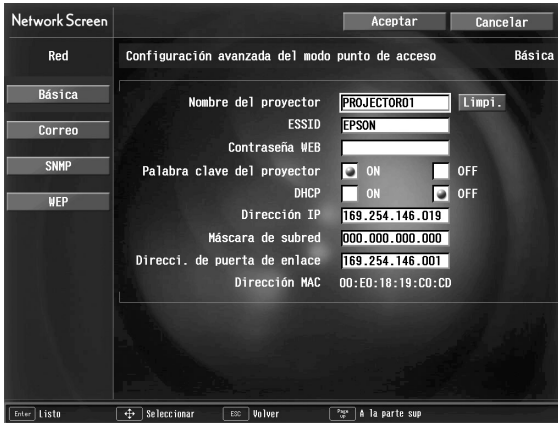 Network Screen
Aceptar
Cancelar
Red
Configuración avanzada del modo punto de acceso
Básica
Básica
Correo
SNMP
WEP
Nombre del proyector PROJECTOR01 Limpi.
ESSID EPSON
Contraseña WEB
Palabra clave del proyector ON OFF
DHCP ON OFF
Dirección IP 169.254.146.019
Máscara de subred 000.000.000.000
Direcci. de puerta de enlace 169.254.146.001
Dirección MAC 00:E0:18:19:C0:CD
Enter Listo Seleccionar ESC Volver Page up A la parte sup